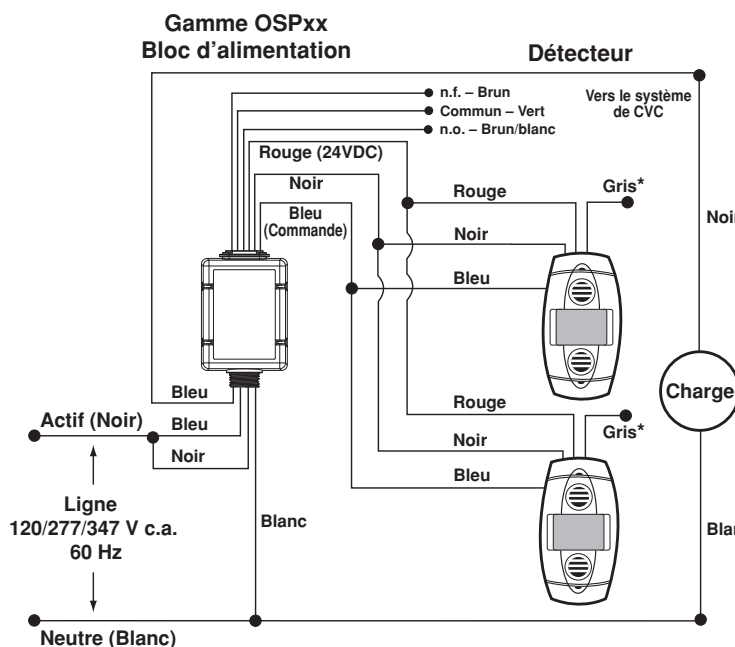 Gamme OSPxx
Bloc d'alimentation
Détecteur
n.f. – Brun
Commun – Vert
n.o. – Brun/blanc
Vers le système
de CVC
Rouge (24VDC)
Noir
Bleu
(Commande)
Rouge
Gris*
Noir
Bleu
Noir
Charge
Bleu
Actif (Noir)
Bleu
Noir
Rouge
Gris*
Noir
Bleu
Ligne
120/277/347 V c.a.
60 Hz
Blanc
Blan
Neutre (Blanc)